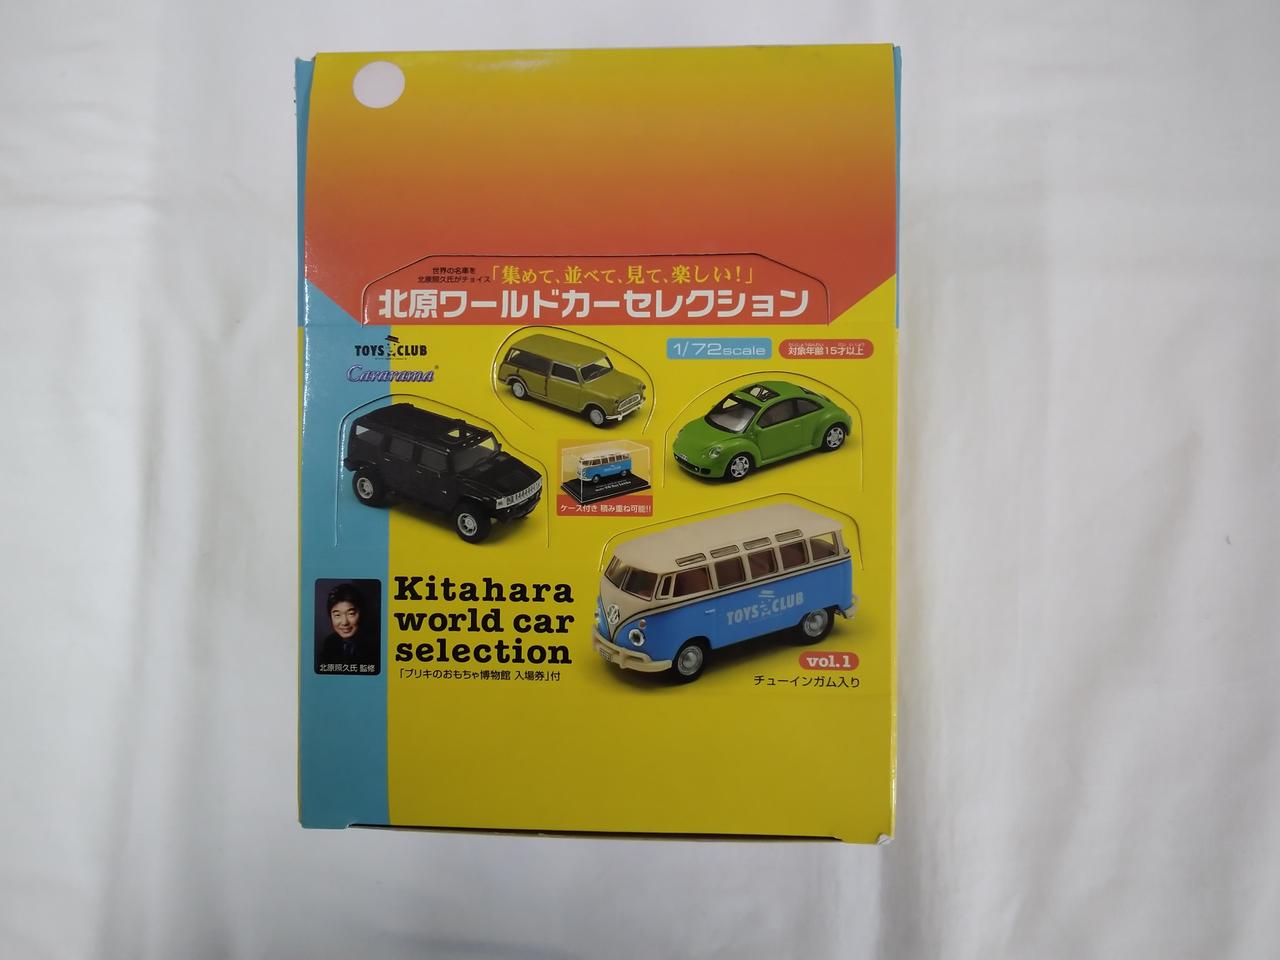 世界の名車を
北原照久氏がチョイス
「集めて、並べて、見て、楽しい!」
北原ワールドカーセレクション
TOYS CLUB
Cararama®
1/72scale
対象年齢15才以上
ケース付き 積み重ね可能!!
TOYS CLUB
Kitahara
world car
selection
「ブリキのおもちゃ博物館 入場券」付
北原照久氏 監修
vol.1
チューインガム入り